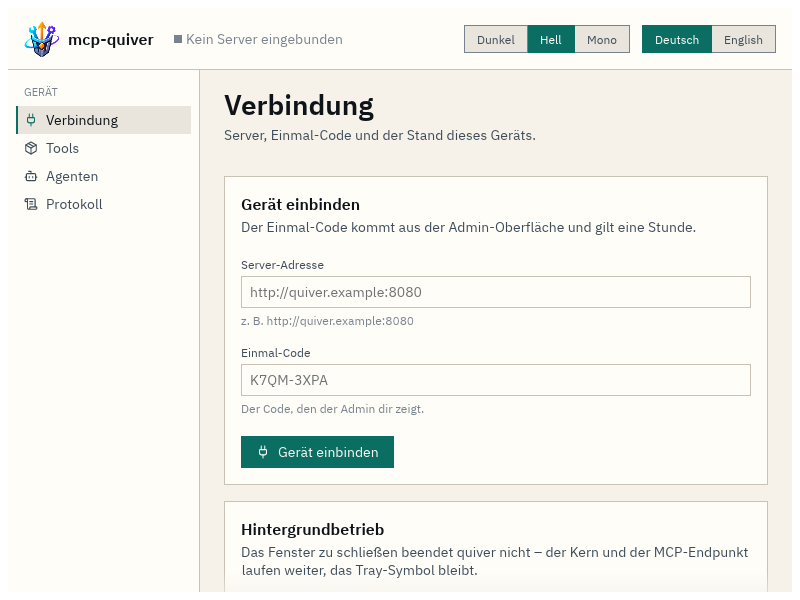 mcp-quiver
Kein Server eingebunden
Dunkel
Hell
Mono
Deutsch
English
GERÄT
Verbindung
Tools
Agenten
Protokoll
Verbindung
Server, Einmal-Code und der Stand dieses Geräts.
Gerät einbinden
Der Einmal-Code kommt aus der Admin-Oberfläche und gilt eine Stunde.
Server-Adresse
http://quiver.example:8080
z. B. http://quiver.example:8080
Einmal-Code
K7QM-3XPA
Der Code, den der Admin dir zeigt.
Gerät einbinden
Hintergrundbetrieb
Das Fenster zu schließen beendet quiver nicht – der Kern und der MCP-Endpunkt
laufen weiter, das Tray-Symbol bleibt.